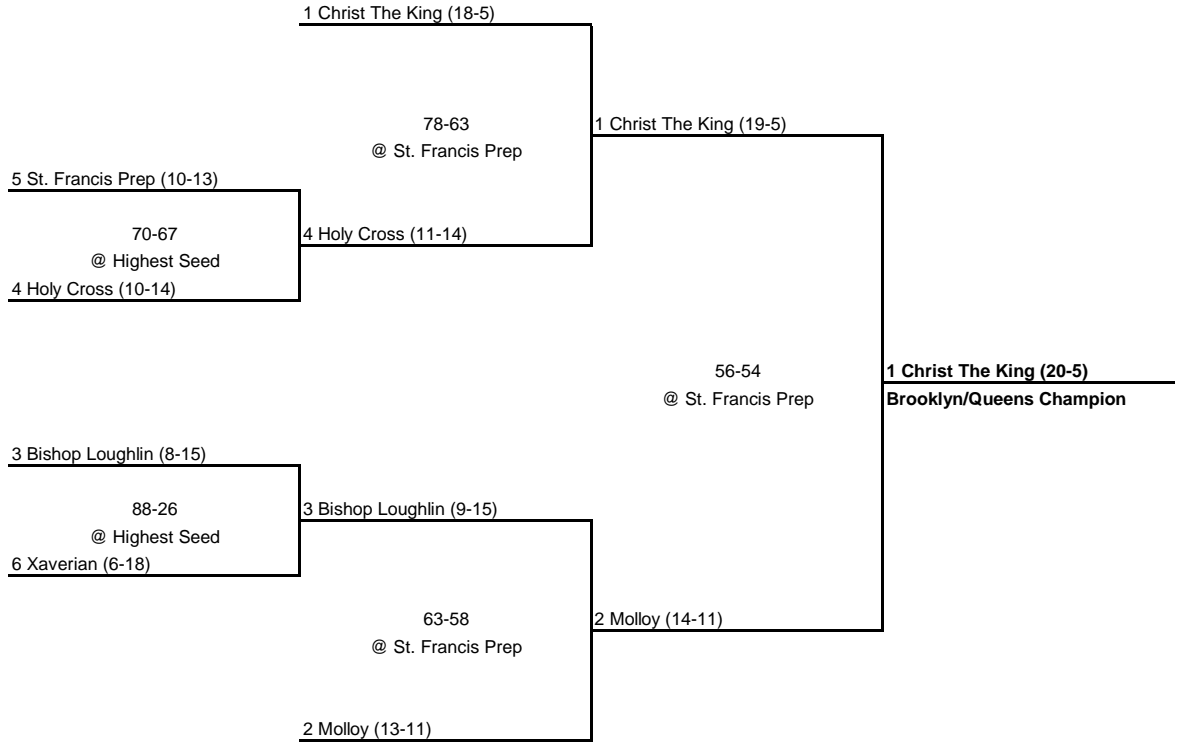 1 Christ The King (18-5)
78-63
@ St. Francis Prep
1 Christ The King (19-5)
5 St. Francis Prep (10-13)
70-67
@ Highest Seed
4 Holy Cross (11-14)
4 Holy Cross (10-14)
56-54
@ St. Francis Prep
1 Christ The King (20-5)
Brooklyn/Queens Champion
3 Bishop Loughlin (8-15)
88-26
@ Highest Seed
3 Bishop Loughlin (9-15)
6 Xaverian (6-18)
63-58
@ St. Francis Prep
2 Molloy (14-11)
2 Molloy (13-11)